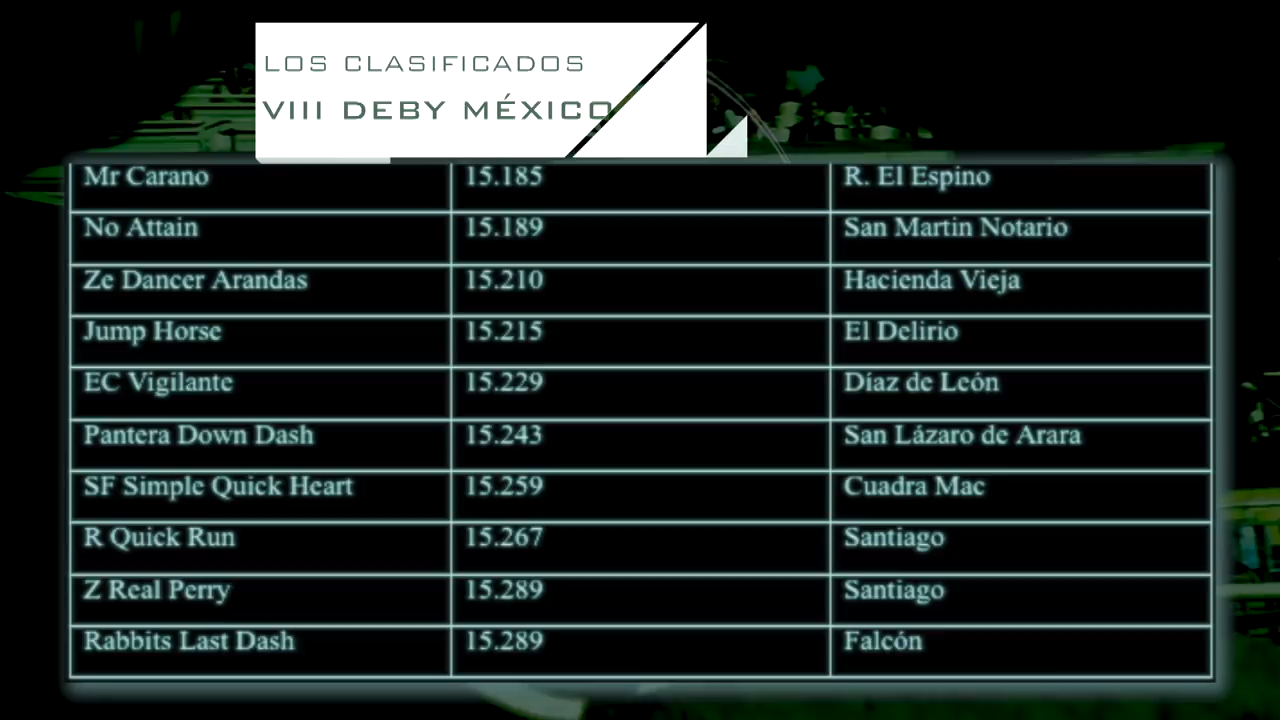 LOS CLASIFICADOS
VIII DEBY MÉXICO
Mr Carano 15.185 R. El Espino
No Attain 15.189 San Martin Notario
Ze Dancer Arandas 15.210 Hacienda Vieja
Jump Horse 15.215 El Delirio
EC Vigilante 15.229 Díaz de León
Pantera Down Dash 15.243 San Lázaro de Arara
SF Simple Quick Heart 15.259 Cuadra Mac
R Quick Run 15.267 Santiago
Z Real Perry 15.289 Santiago
Rabbits Last Dash 15.289 Falcón